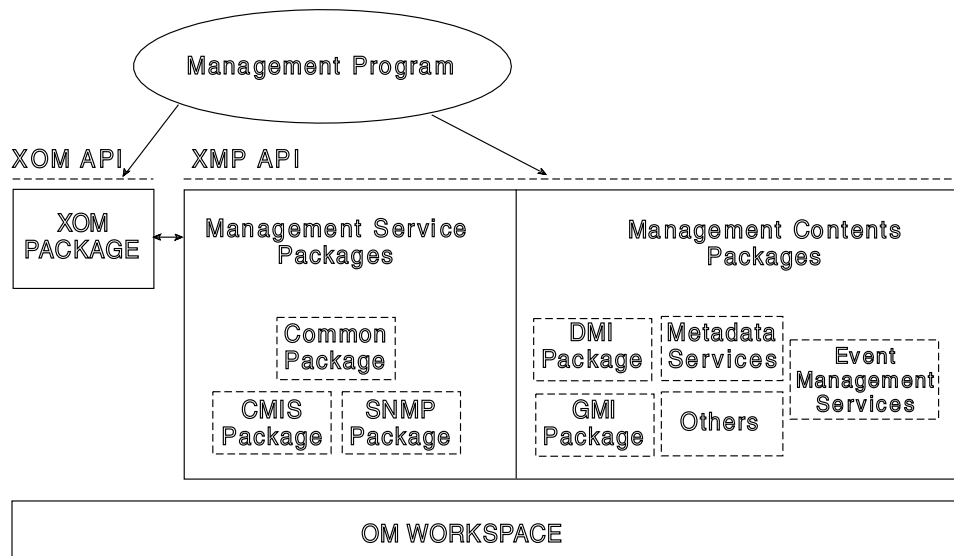 Management Program
XOM API
XMP API
XOM
PACKAGE
Management Service
Packages
Management Contents
Packages
Common
Package
CMIS
Package
SNMP
Package
DMI
Package
Metadata
Services
Event
Management
Services
GMI
Package
Others
OM WORKSPACE